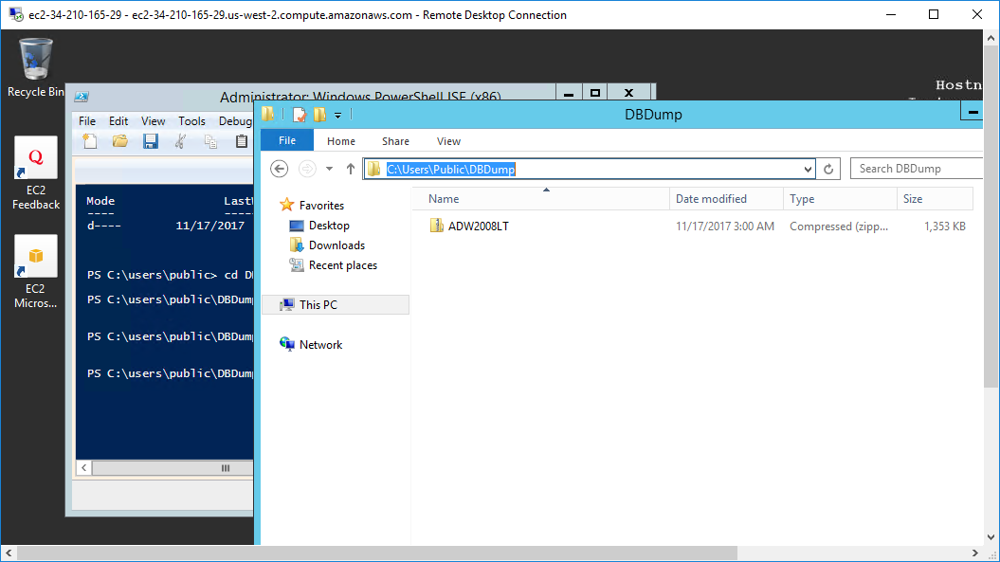 ec2-34-210-165-29 - ec2-34-210-165-29.us-west-2.compute.amazonaws.com - Remote Desktop Connection
Recycle Bin
Hostn
Administrator: Windows PowerShell ISE (x86)
File Edit View Tools Debug
DBDump
File Home Share View
C:\Users\Public\DBDump
Search DBDump
Q
EC2
Feedback
EC2
Micros...
Mode Last
---- ----
d---- 11/17/2017
PS C:\users\public> cd D
PS C:\users\public\DBDump
PS C:\users\public\DBDump
PS C:\users\public\DBDump
Favorites
Desktop
Downloads
Recent places
This PC
Network
Name Date modified Type Size
ADW2008LT 11/17/2017 3:00 AM Compressed (zipp... 1,353 KB